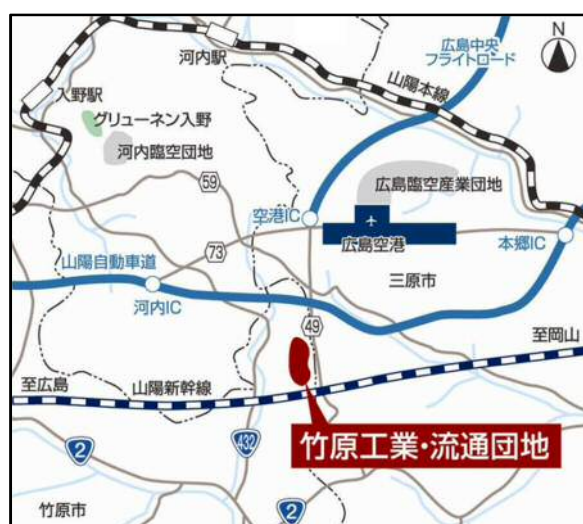 N
河内駅
広島中央
フライトロード
山陽本線
入野駅
グリューネン入野
河内臨空団地
59
広島臨空産業団地
空港IC
広島空港
本郷IC
73
山陽自動車道
三原市
河内IC
49
至岡山
至広島
山陽新幹線
竹原工業・流通団地
2
432
2
竹原市